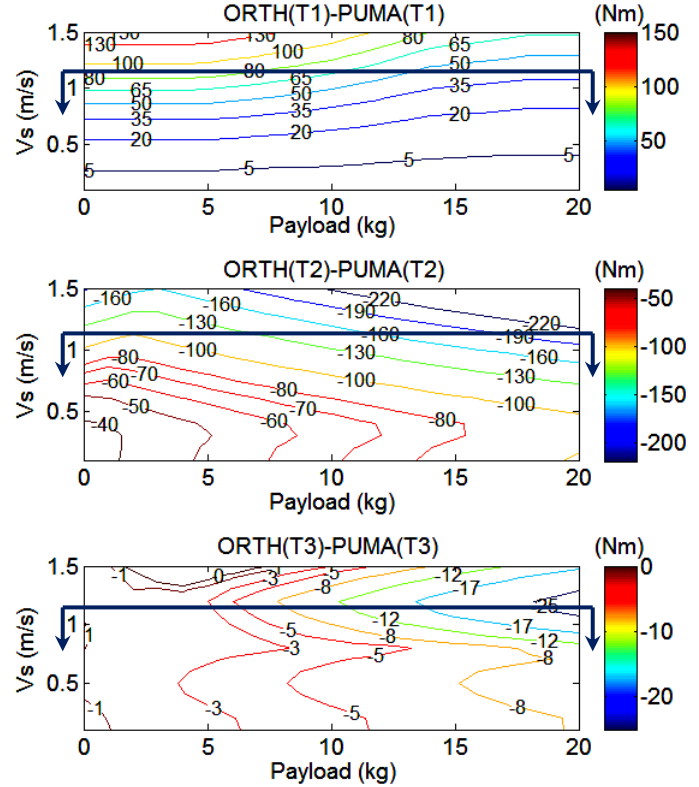 ORTH(T1)-PUMA(T1) (Nm)
1.5 130 100 80 65 50 150
80 65 50 35 20 100
1 50 35 20 50
0.5 5 5 5 5
0 5 10 15 20
Vs (m/s)
Payload (kg)
ORTH(T2)-PUMA(T2) (Nm)
1.5 -160 -160 -190 -220 -220 -50
1 -130 -130 -190 -160 -100
-80 -70 -60 -100 -100 -130 -130 -100 -150
0.5 -50 -40 -80 -70 -60 -80 -200
0 5 10 15 20
Vs (m/s)
Payload (kg)
ORTH(T3)-PUMA(T3) (Nm)
1.5 -1 0 -3 -5 -8 -12 -17 0
-25 -5
1 -1 -3 -5 -8 -12 -17 -12 -8 -10
0.5 -5 -15
-1 -3 -5 -8 -20
0 5 10 15 20
Vs (m/s)
Payload (kg)